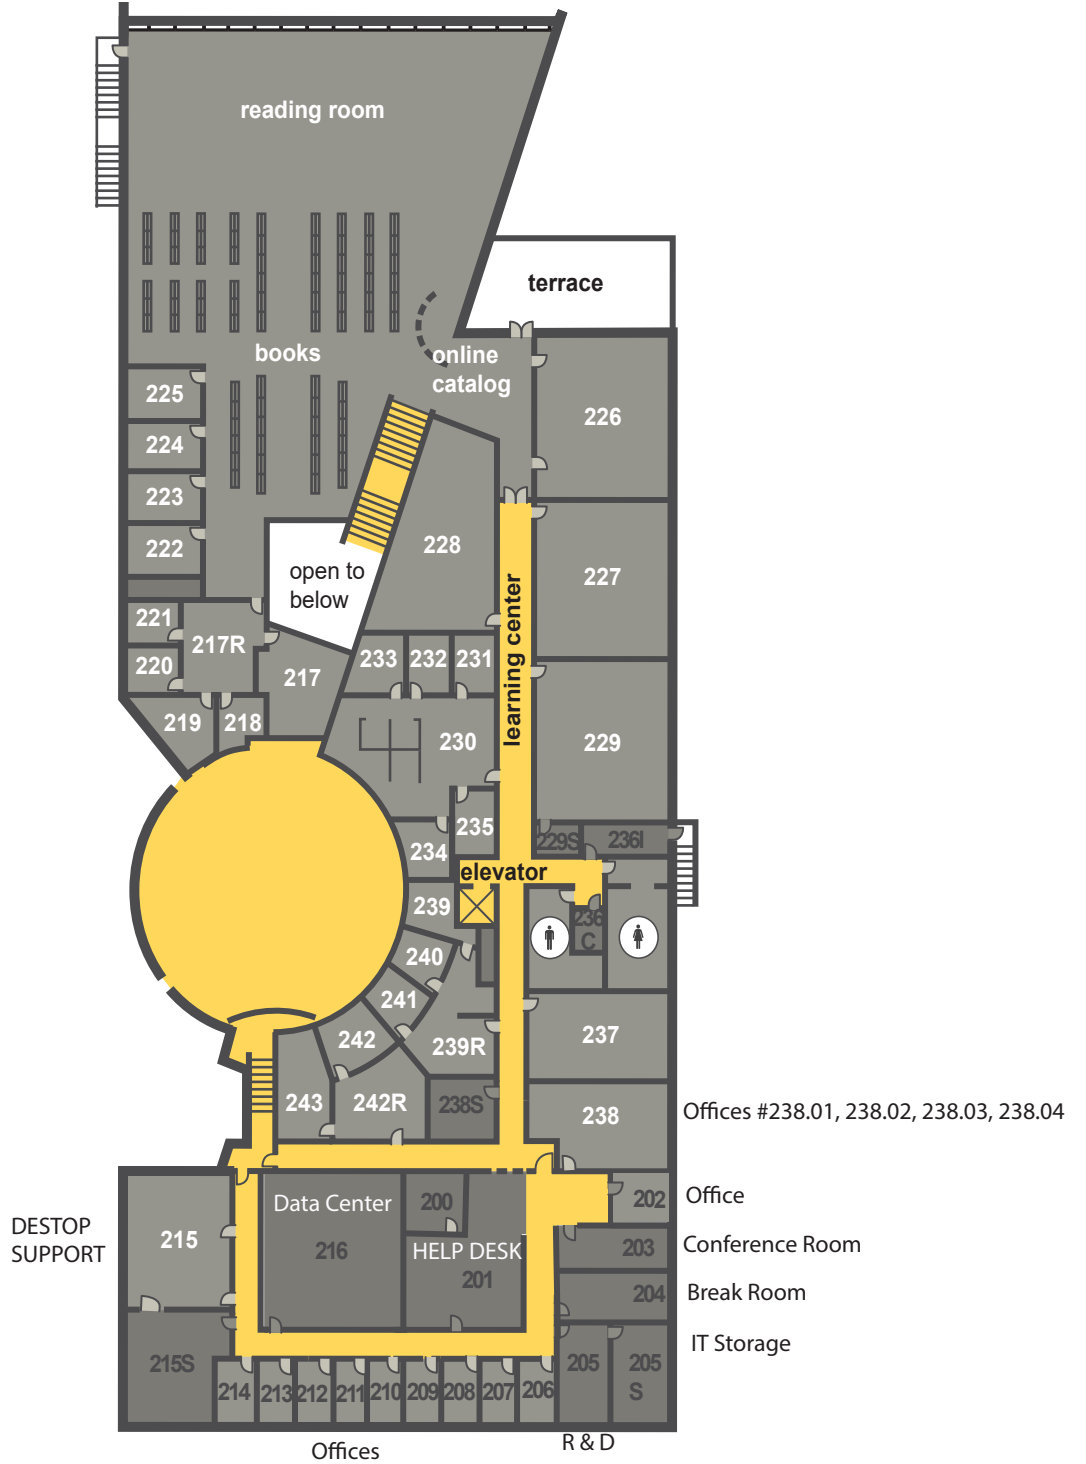 reading room
terrace
books
online
catalog
225
226
224
223
228
222
open to
below
227
221
217R
220
233
232
231
217
learning center
219
218
230
229
235
229S
236I
234
elevator
239
236
C
240
241
242
239R
237
243
242R
238S
238
Offices #238.01, 238.02, 238.03, 238.04
Data Center
200
202
Office
DESTOP
SUPPORT
215
216
HELP DESK
201
203
Conference Room
204
Break Room
IT Storage
215S
205
205
S
214
213
212
211
210
209
208
207
206
Offices
R & D